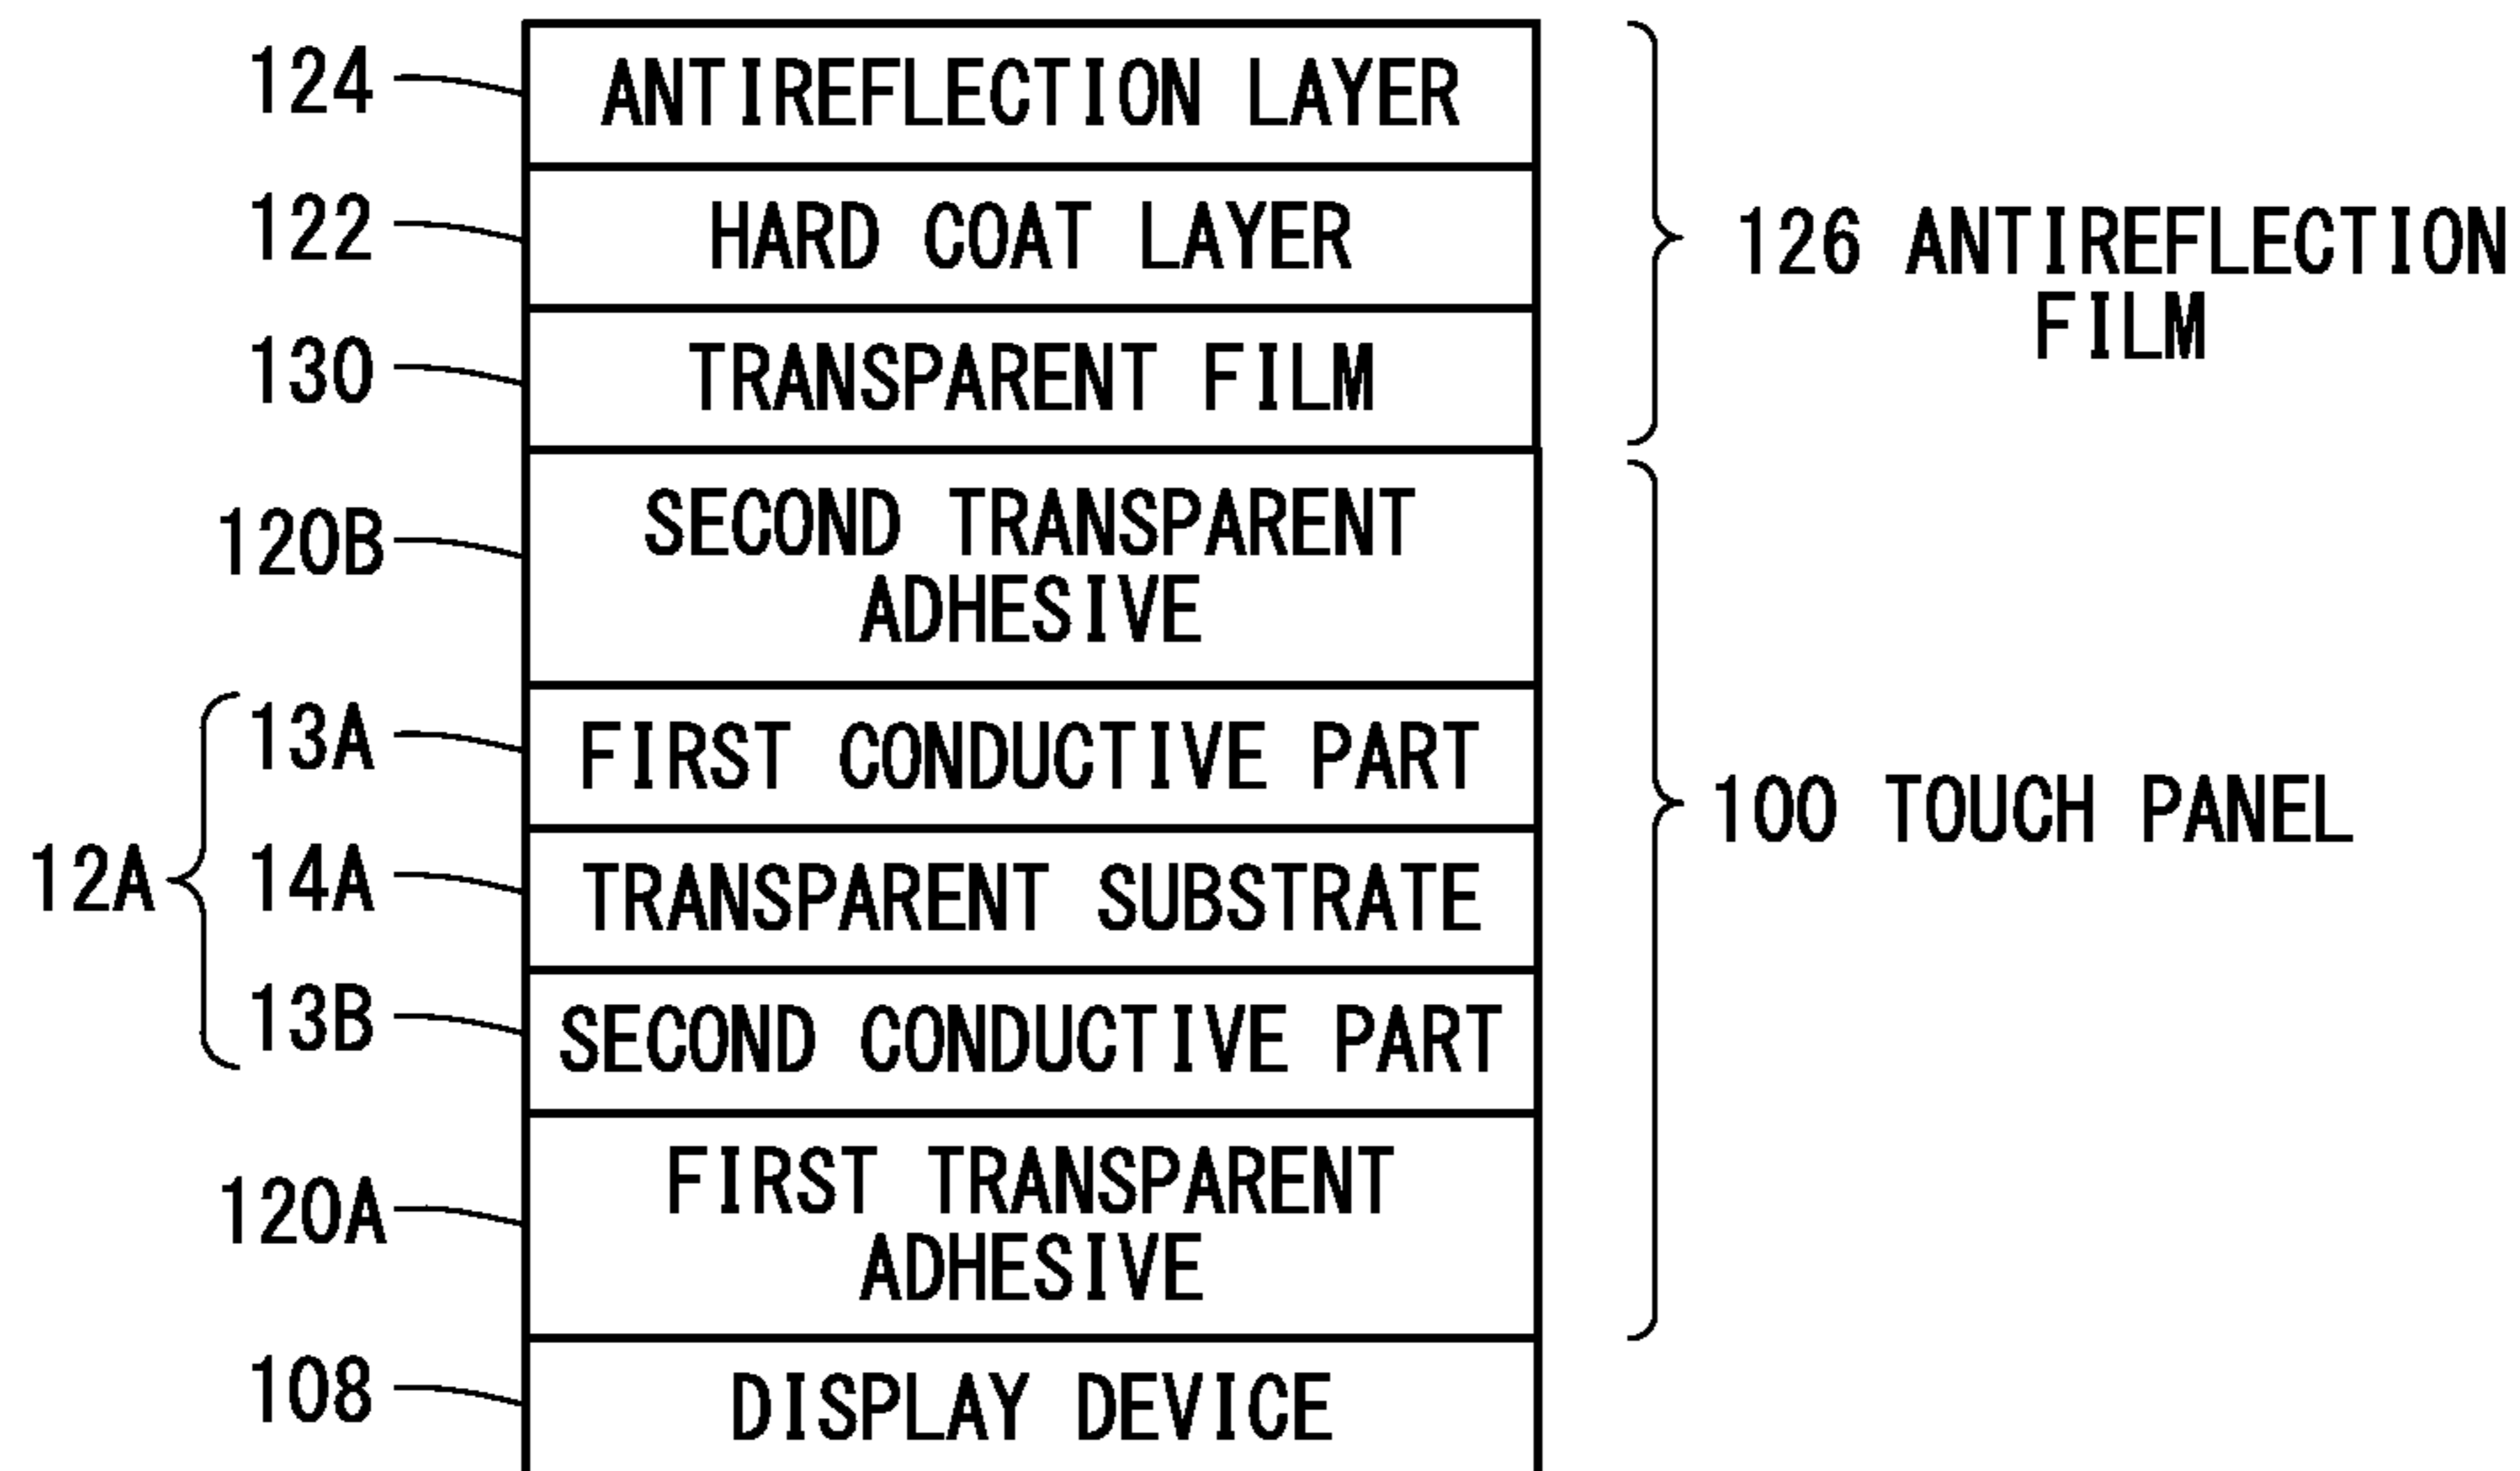 124 ANTIREFLECTION LAYER
122 HARD COAT LAYER
126 ANTIREFLECTION
FILM
130 TRANSPARENT FILM
120B SECOND TRANSPARENT
ADHESIVE
13A FIRST CONDUCTIVE PART
100 TOUCH PANEL
12A 14A TRANSPARENT SUBSTRATE
13B SECOND CONDUCTIVE PART
120A FIRST TRANSPARENT
ADHESIVE
108 DISPLAY DEVICE